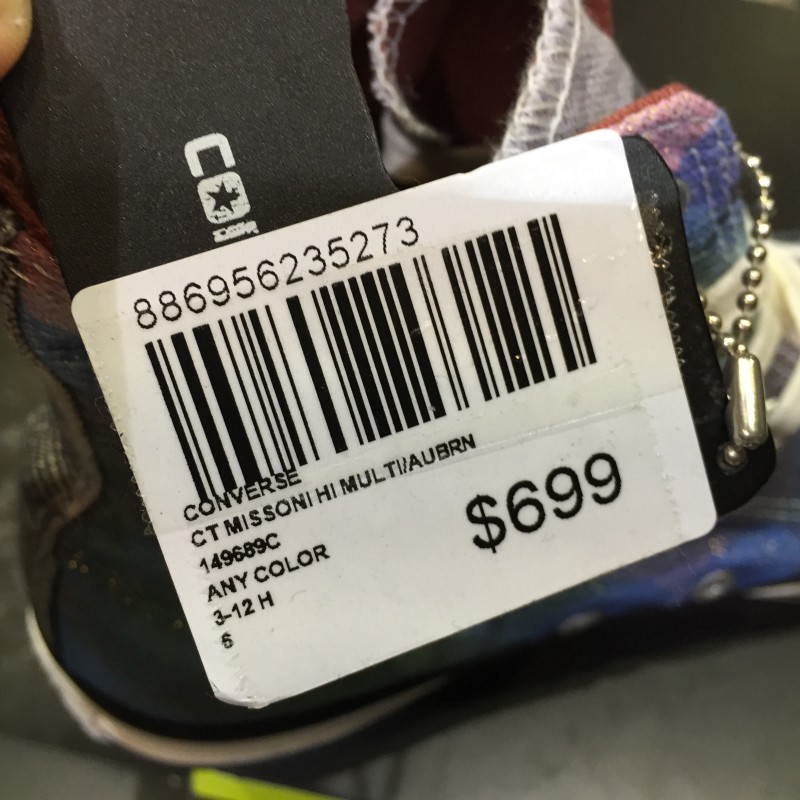 886956235273
CONVERSE
CT MISSONI HI MULTI/AUBRN
149689C
$699
ANY COLOR
3-12 H
6